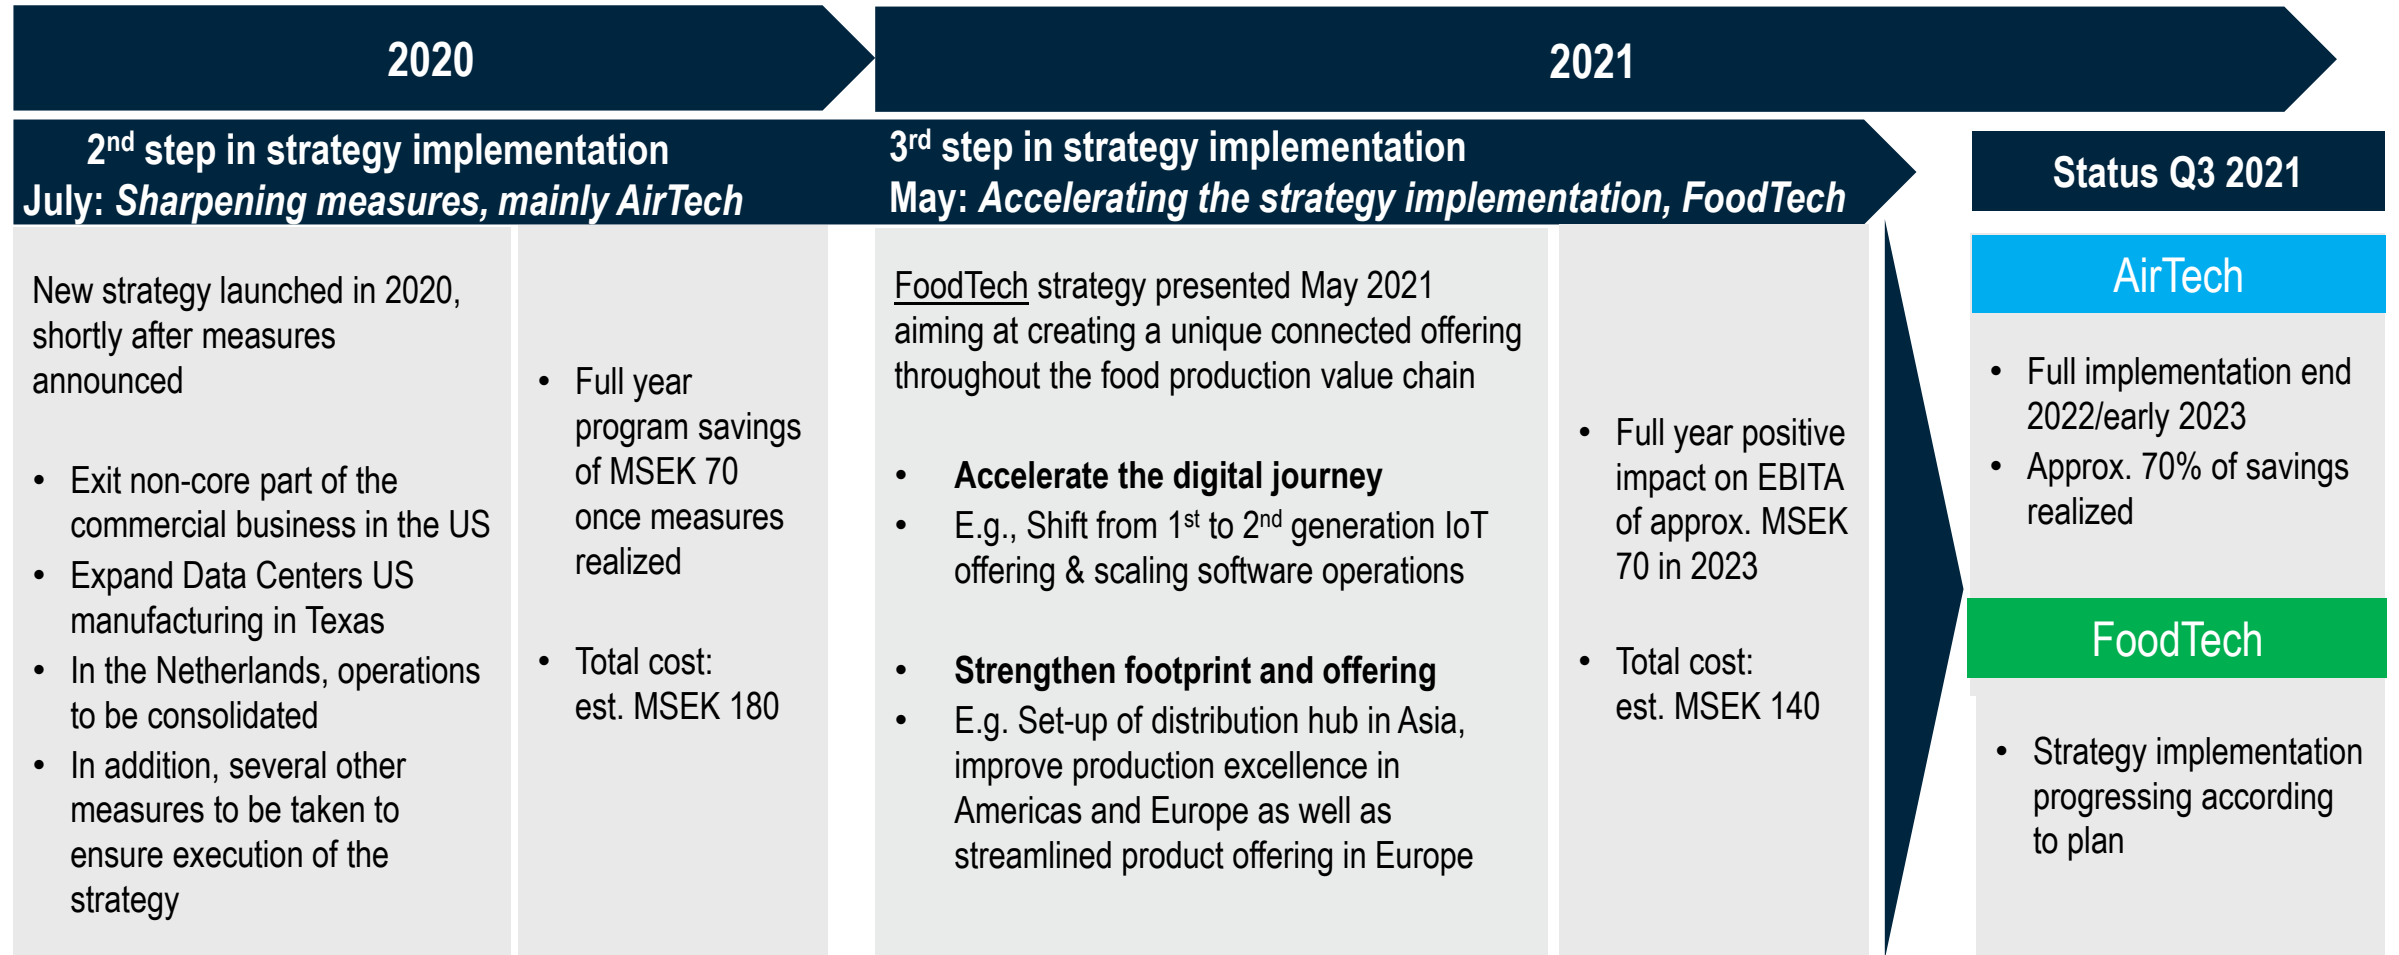 2020
2021
2nd step in strategy implementation
July: Sharpening measures, mainly AirTech
3rd step in strategy implementation
May: Accelerating the strategy implementation, FoodTech
Status Q3 2021
New strategy launched in 2020,
shortly after measures
announced
• Exit non-core part of the
commercial business in the US
• Expand Data Centers US
manufacturing in Texas
• In the Netherlands, operations
to be consolidated
• In addition, several other
measures to be taken to
ensure execution of the
strategy
• Full year
program savings
of MSEK 70
once measures
realized
• Total cost:
est. MSEK 180
FoodTech strategy presented May 2021
aiming at creating a unique connected offering
throughout the food production value chain
• Accelerate the digital journey
• E.g., Shift from 1st to 2nd generation IoT
offering & scaling software operations
• Strengthen footprint and offering
• E.g. Set-up of distribution hub in Asia,
improve production excellence in
Americas and Europe as well as
streamlined product offering in Europe
• Full year positive
impact on EBITA
of approx. MSEK
70 in 2023
• Total cost:
est. MSEK 140
AirTech
• Full implementation end
2022/early 2023
• Approx. 70% of savings
realized
FoodTech
• Strategy implementation
progressing according
to plan